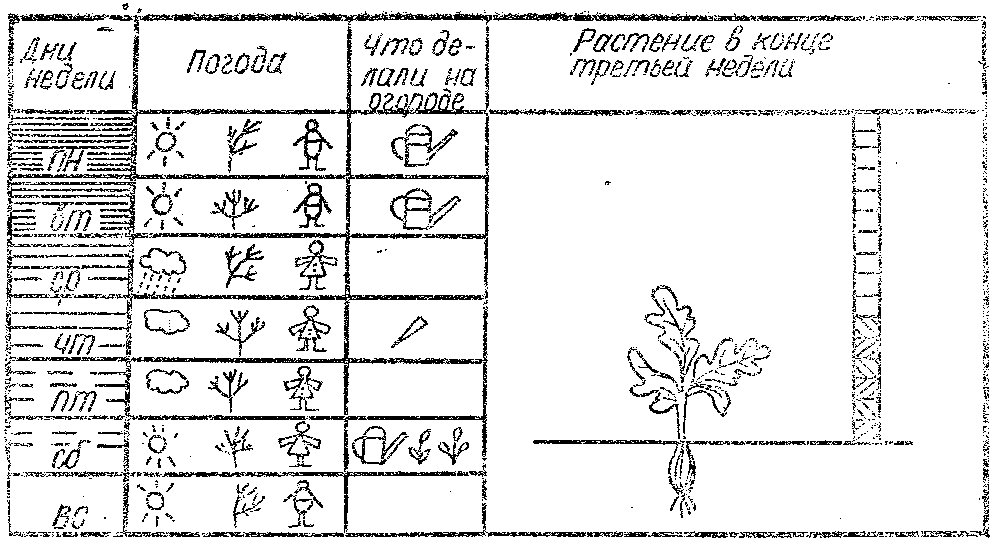 Дни
недели
Погода
Что де-
лали на
огороде
Растение в конце
третьей недели
пн
вт
ср
чт
пт
сб
вс